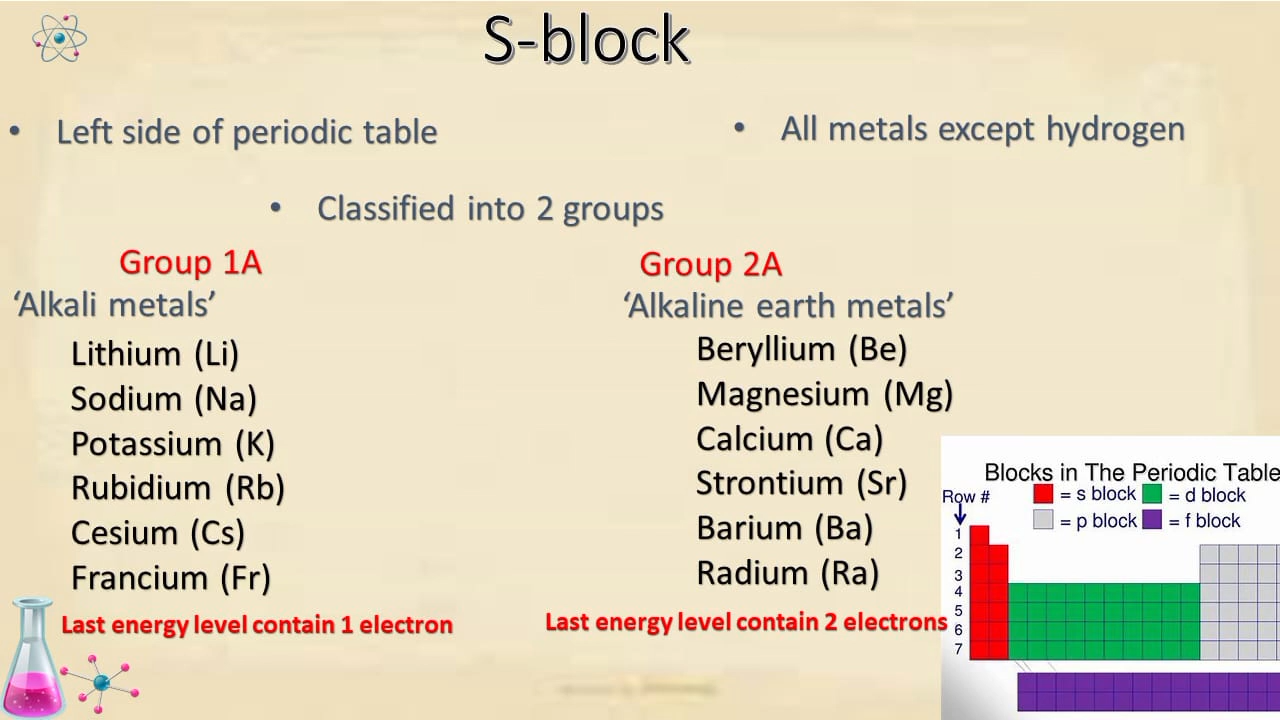 S-block
• Left side of periodic table
• All metals except hydrogen
• Classified into 2 groups
Group 1A
‘Alkali metals’
Lithium (Li)
Sodium (Na)
Potassium (K)
Rubidium (Rb)
Cesium (Cs)
Francium (Fr)
Last energy level contain 1 electron
Group 2A
‘Alkaline earth metals’
Beryllium (Be)
Magnesium (Mg)
Calcium (Ca)
Strontium (Sr)
Barium (Ba)
Radium (Ra)
Last energy level contain 2 electrons
Blocks in The Periodic Table
Row #
= s block = d block
= p block = f block
1
2
3
4
5
6
7